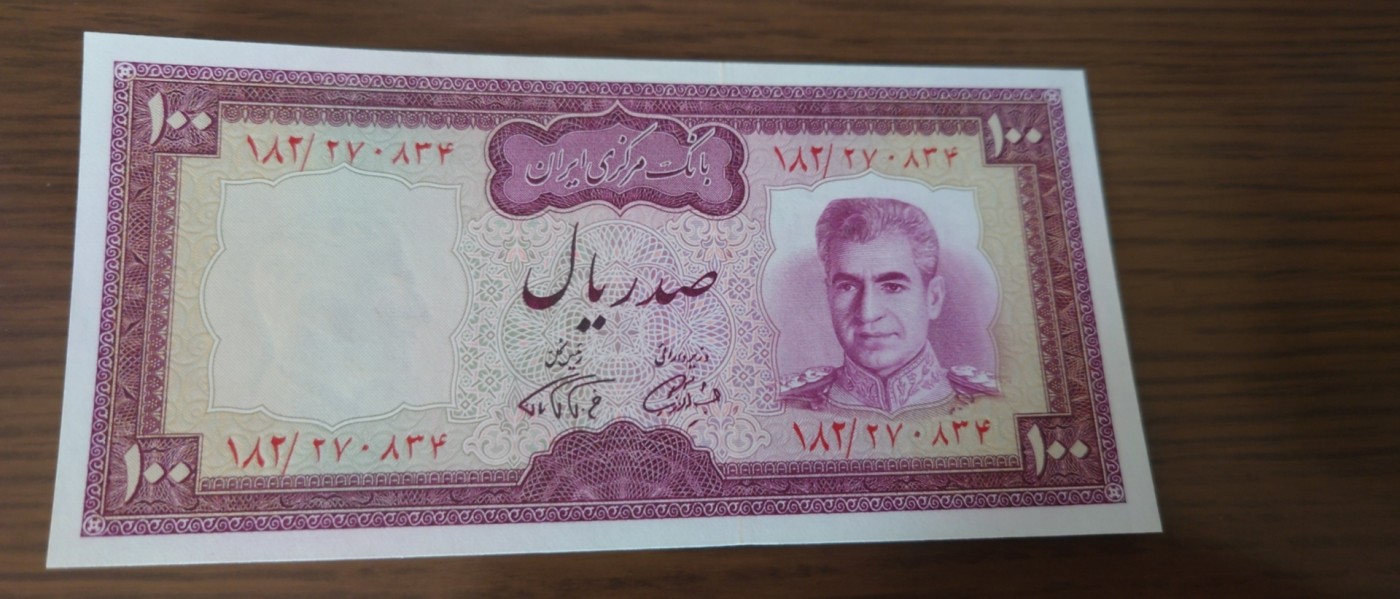 ۱۰۰
۱۰۰
بانک مرکزی ایران
۱۸۲/۲۷۰۸۳۴
۱۸۲/۲۷۰۸۳۴
صد ریال
وزیر دارائی
رئیس کل
۱۸۲/۲۷۰۸۳۴
۱۸۲/۲۷۰۸۳۴
۱۰۰
۱۰۰